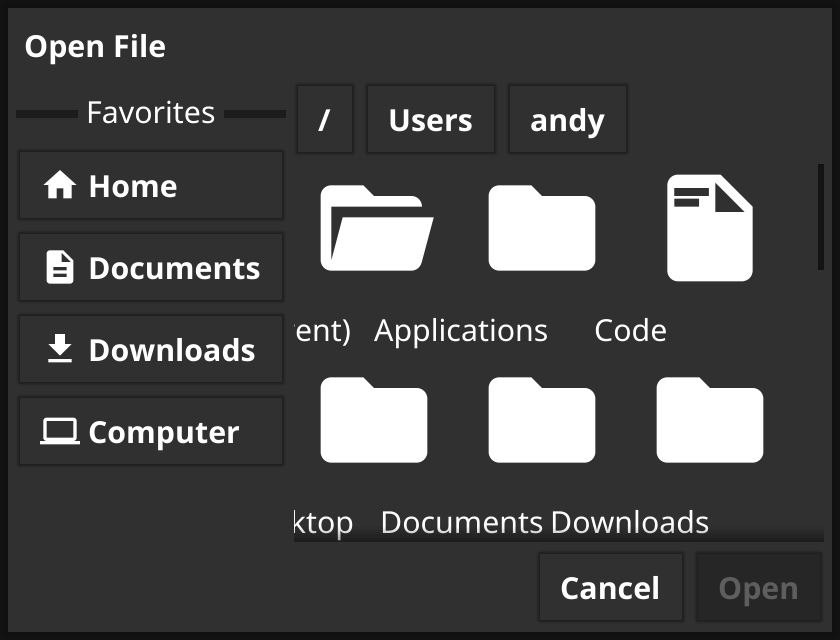 Open File
Favorites
Home
Documents
Downloads
Computer
/ Users andy
ent) Applications Code
ktop Documents Downloads
Cancel Open